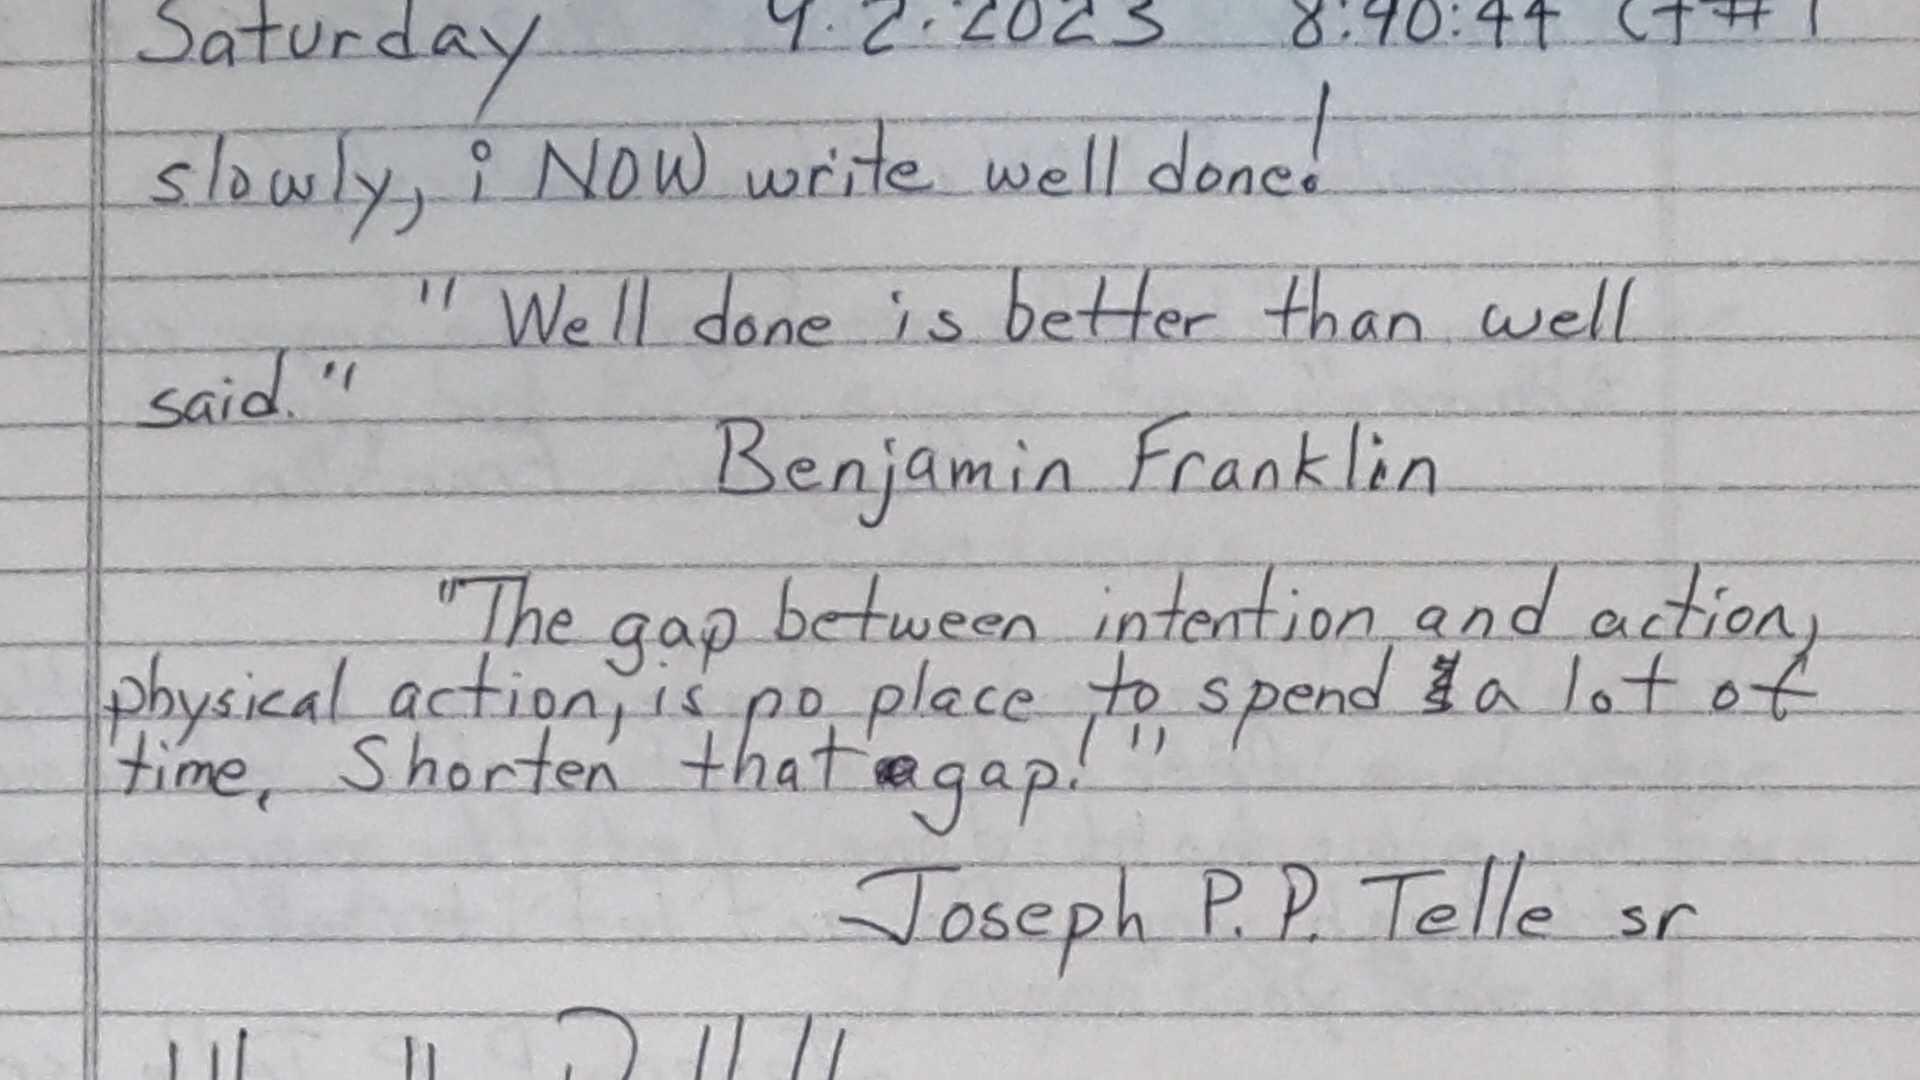 Saturday 9.2.2023 8:40:44
slowly, i NOW write well done!
"Well done is better than well
said."
Benjamin Franklin
"The gap between intention and action,
physical action, is no place to spend a lot of
time. Shorten that gap!"
Joseph P. P. Telle sr